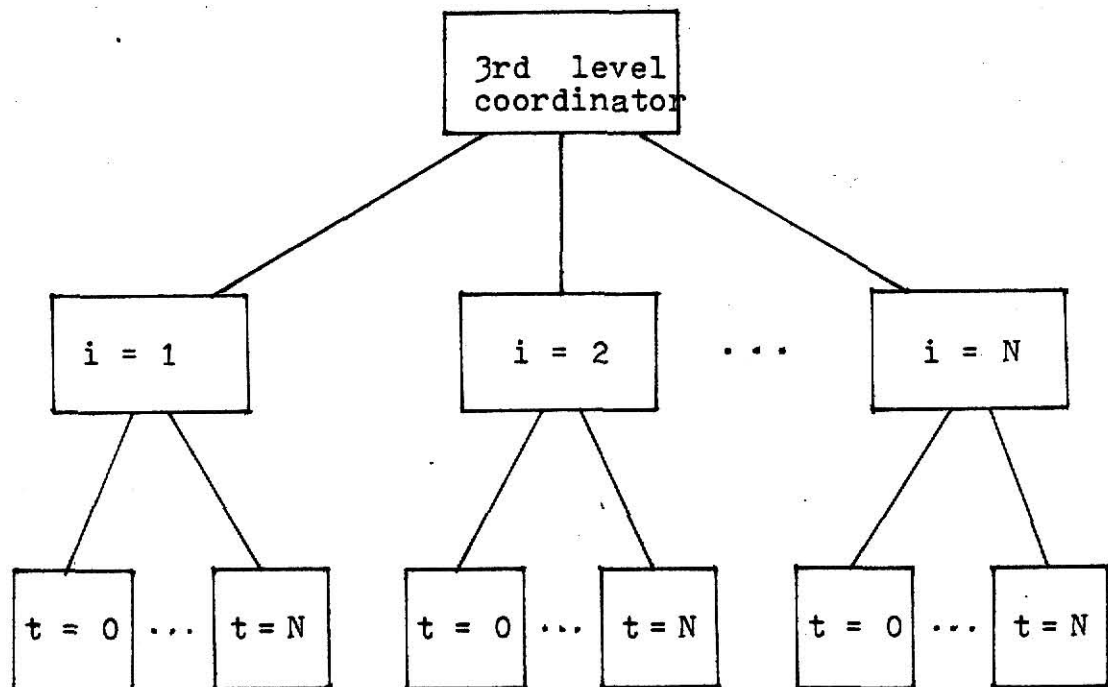 3rd level
coordinator
i = 1
i = 2
...
i = N
t = 0 ... t = N
t = 0 ... t = N
t = 0 ... t = N